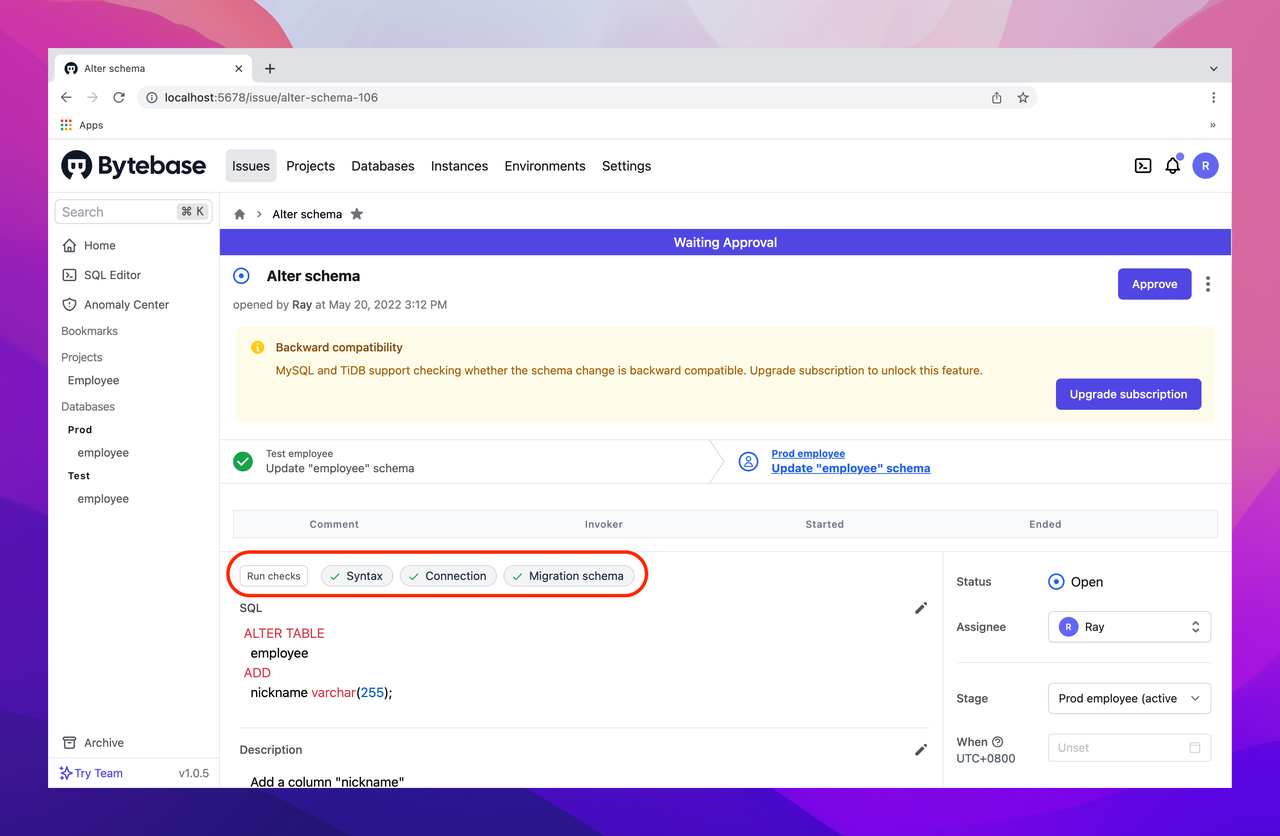 Alter schema
localhost:5678/issue/alter-schema-106
Apps
»
Bytebase
Issues Projects Databases Instances Environments Settings
R
Search ⌘ K
Home
SQL Editor
Anomaly Center
Bookmarks
Projects
Employee
Databases
Prod
employee
Test
employee
Archive
Try Team v1.0.5
Alter schema
Waiting Approval
Alter schema
Approve
opened by Ray at May 20, 2022 3:12 PM
Backward compatibility
MySQL and TiDB support checking whether the schema change is backward compatible. Upgrade subscription to unlock this feature.
Upgrade subscription
Test employee
Update "employee" schema
Prod employee
Update "employee" schema
Comment Invoker Started Ended
Run checks Syntax Connection Migration schema
SQL
ALTER TABLE
employee
ADD
nickname varchar(255);
Description
Add a column "nickname"
Status Open
Assignee R Ray
Stage Prod employee (active
When
UTC+0800
Unset